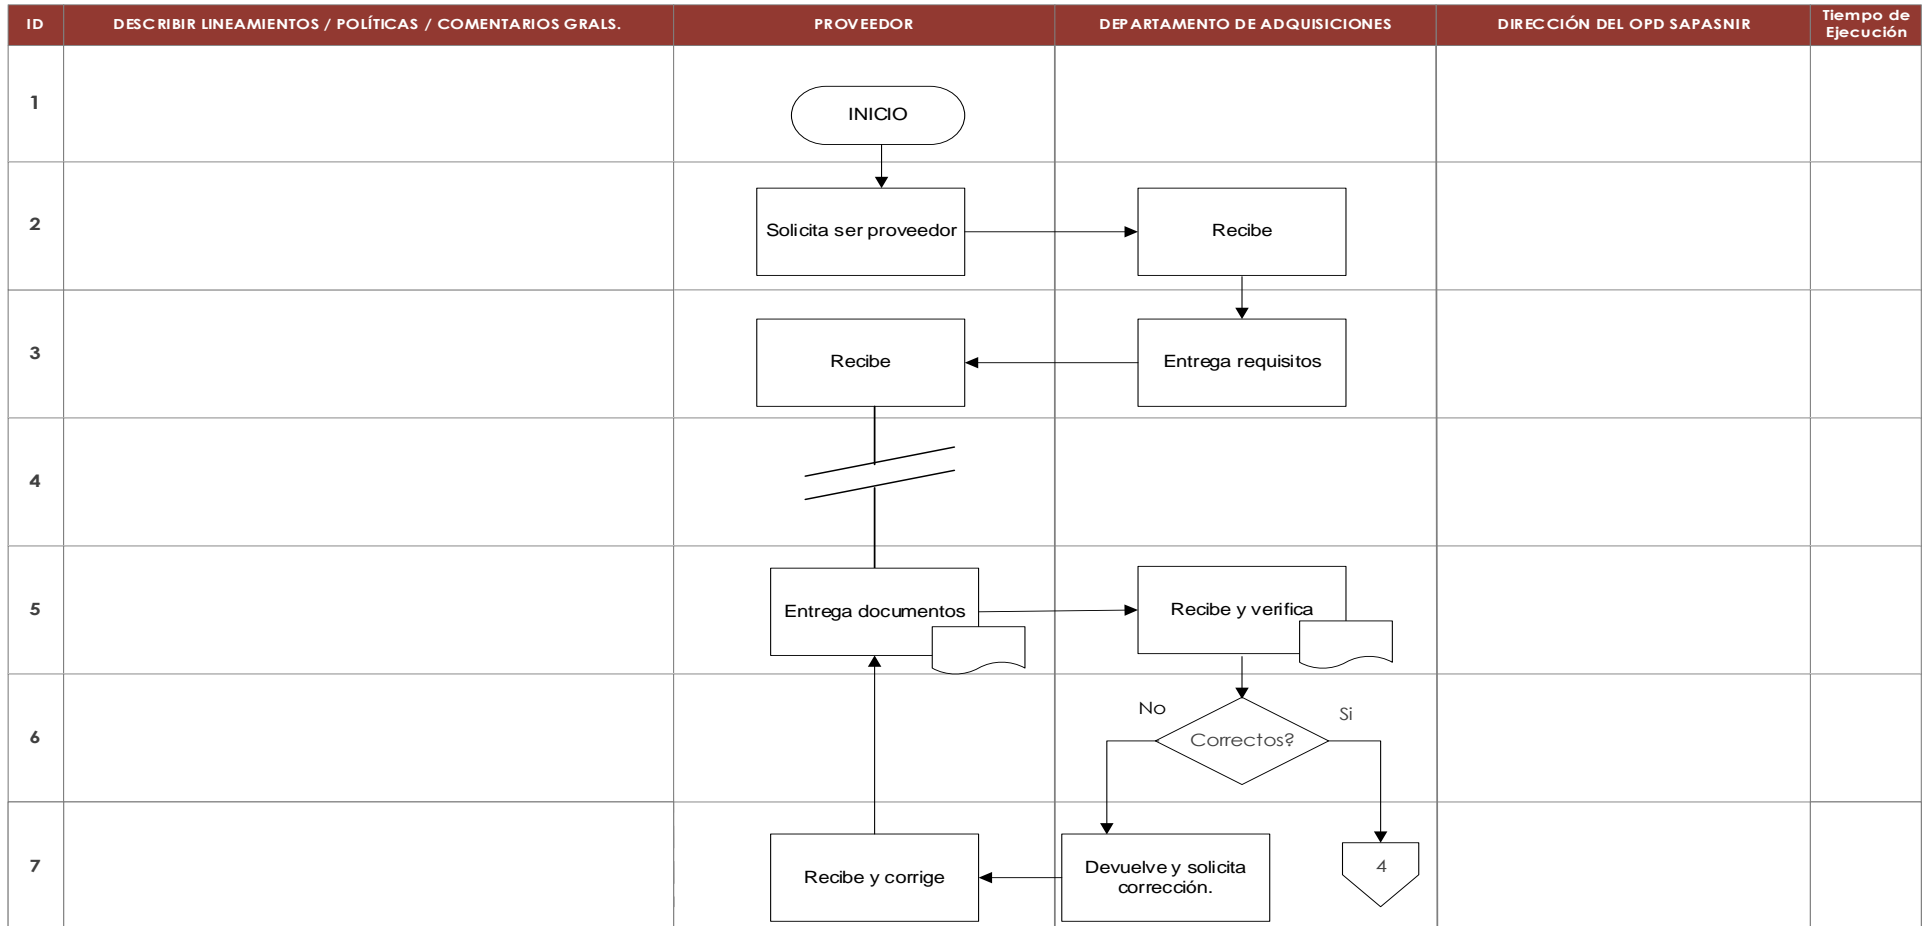 ID
DESCRIBIR LINEAMIENTOS / POLÍTICAS / COMENTARIOS GRALS.
PROVEEDOR
DEPARTAMENTO DE ADQUISICIONES
DIRECCIÓN DEL OPD SAPASNIR
Tiempo de
Ejecución
1
INICIO
2
Solicita ser proveedor
Recibe
3
Recibe
Entrega requisitos
4
5
Entrega documentos
Recibe y verifica
6
No
Correctos?
Si
7
Recibe y corrige
Devuelve y solicita
corrección.
4